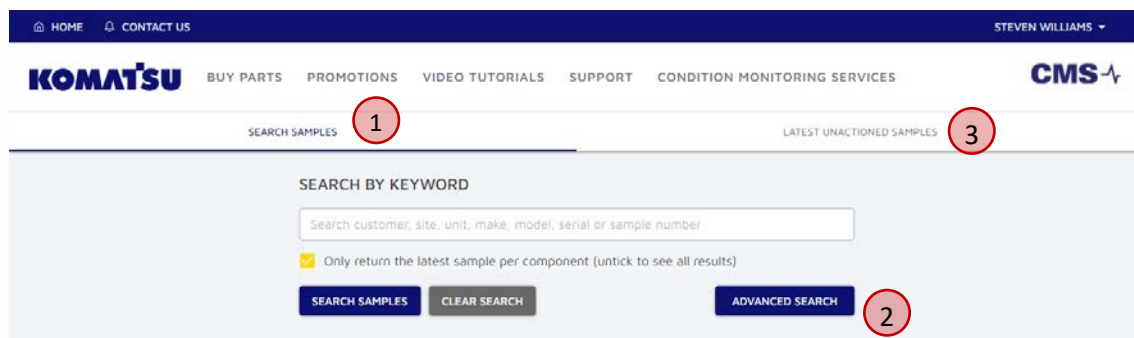 HOME CONTACT US STEVEN WILLIAMS
KOMATSU BUY PARTS PROMOTIONS VIDEO TUTORIALS SUPPORT CONDITION MONITORING SERVICES CMS
SEARCH SAMPLES 1 LATEST UNACTIONED SAMPLES 3
SEARCH BY KEYWORD
Search customer, site, unit, make, model, serial or sample number
Only return the latest sample per component (untick to see all results)
SEARCH SAMPLES CLEAR SEARCH ADVANCED SEARCH 2